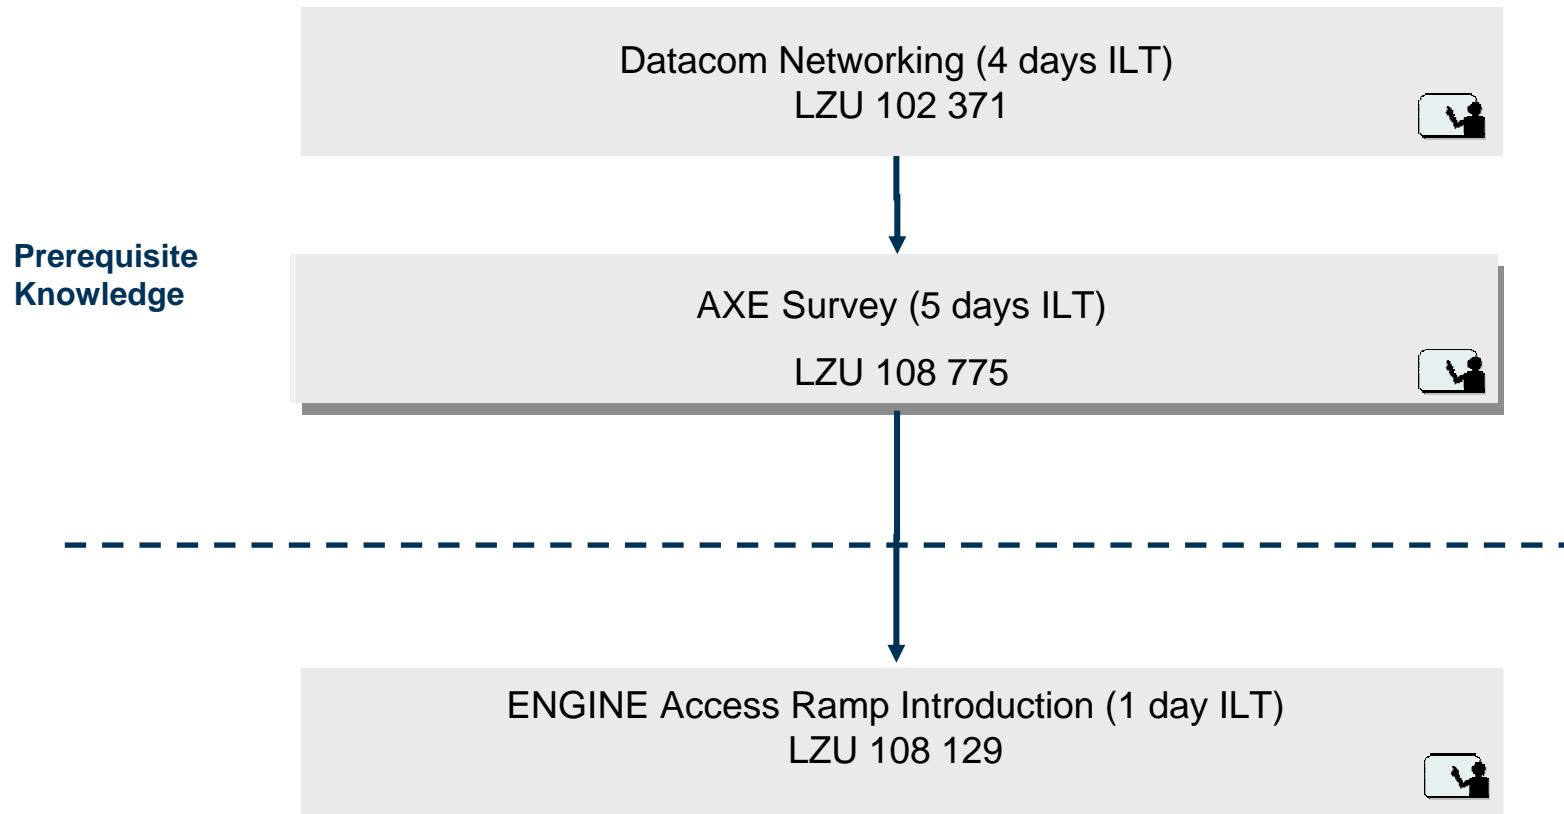 Datacom Networking (4 days ILT)
LZU 102 371
Prerequisite
Knowledge
AXE Survey (5 days ILT)
LZU 108 775
ENGINE Access Ramp Introduction (1 day ILT)
LZU 108 129